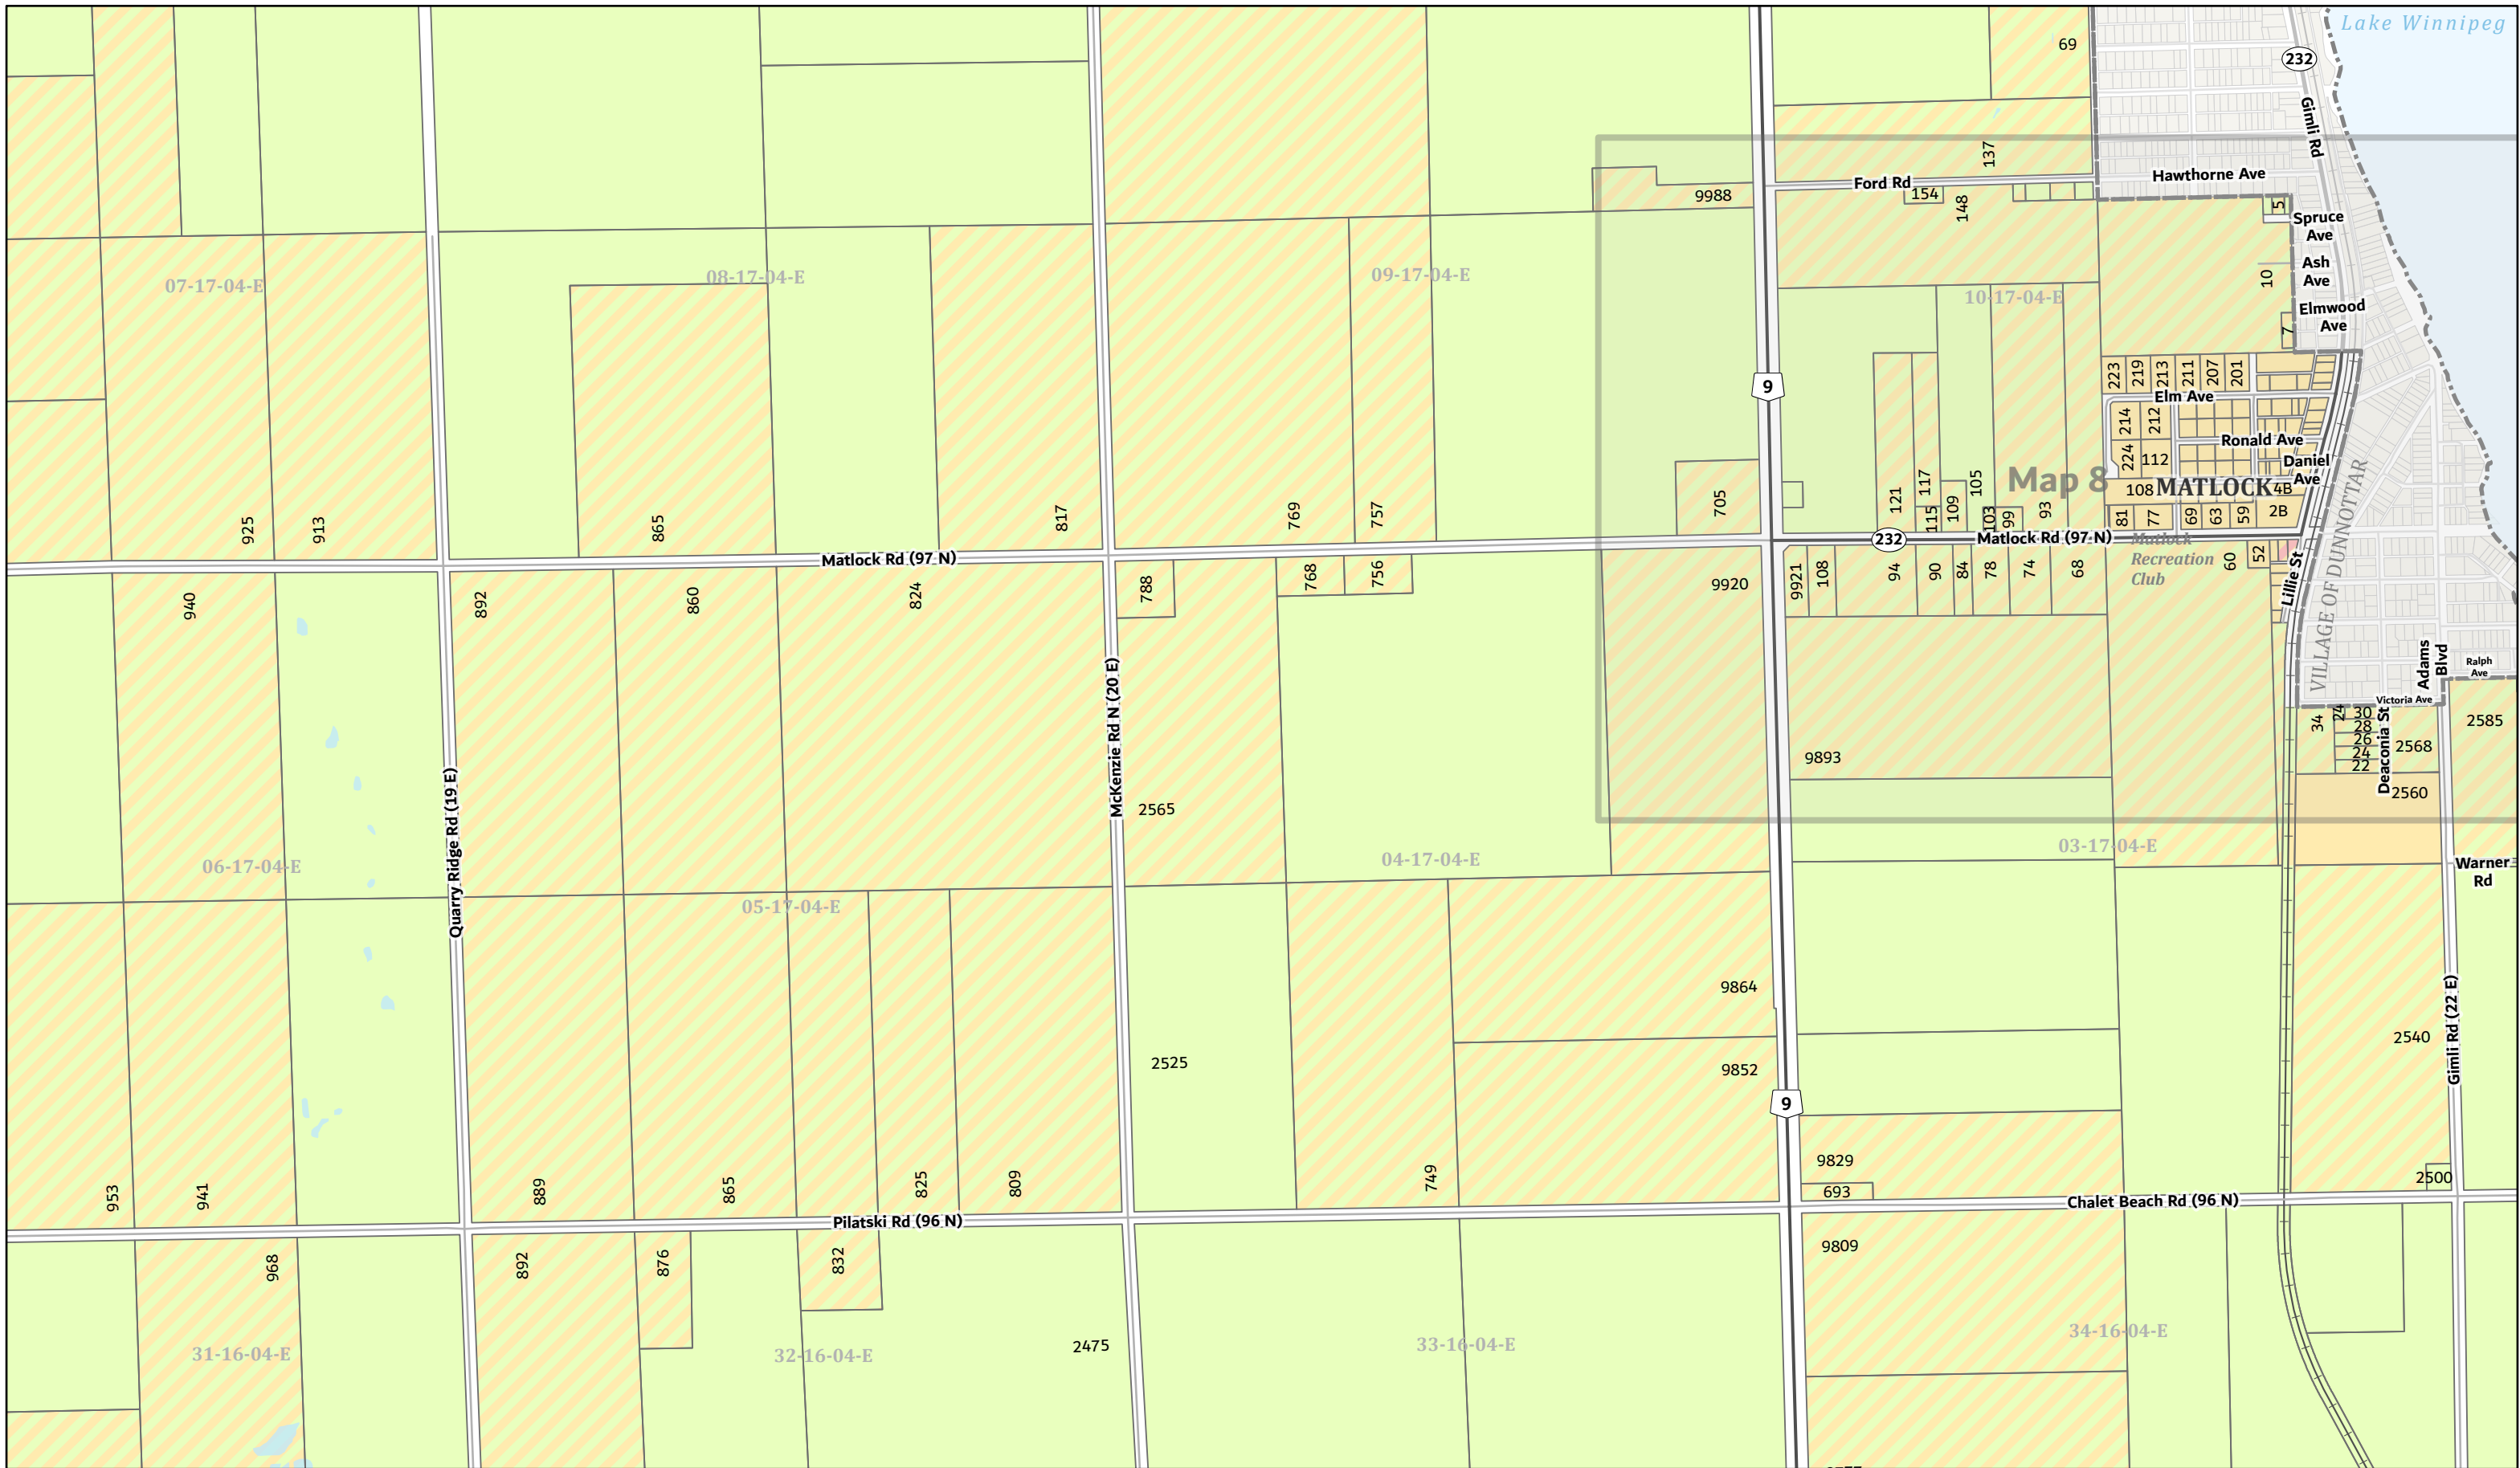 Lake Winnipeg
69
232
Gimli Rd
137
Hawthorne Ave
Ford Rd
9988
154
148
5
Spruce
Ave
07-17-04-E
08-17-04-E
09-17-04-E
10-17-04-E
10
Ash
Ave
Elmwood
Ave
7
9
223
219
213
211
207
201
Elm Ave
214
212
Ronald Ave
224
112
Daniel
Ave
Map 8
108
MATLOCK
4B
925
913
865
817
769
757
705
121
117
115
109
105
103
99
93
81
77
69
63
59
2B
Matlock Rd (97 N)
232
Matlock Rd (97 N)
Matlock
Recreation
Club
60
52
Lillie St
VILLAGE OF DUNNOTTAR
940
892
860
824
788
768
756
9920
9921
108
94
90
84
78
74
68
Adams
Blvd
Ralph
Ave
Victoria Ave
34
24
30
28
26
24
22
Deaconia St
2568
2585
2560
McKenzie Rd N (20 E)
2565
9893
Quarry Ridge Rd (19 E)
06-17-04-E
05-17-04-E
04-17-04-E
03-17-04-E
Warner
Rd
9864
2540
Gimli Rd (22 E)
2525
9852
9
953
941
889
865
825
809
749
9829
693
2500
Pilatski Rd (96 N)
Chalet Beach Rd (96 N)
968
892
876
832
9809
2475
31-16-04-E
32-16-04-E
33-16-04-E
34-16-04-E